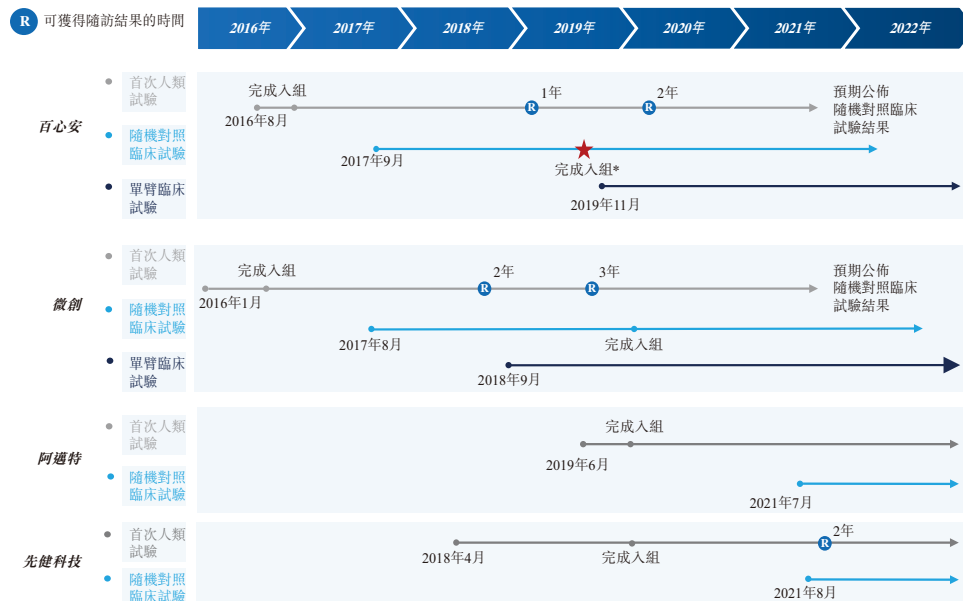 R 可獲得隨訪結果的時間
2016年 2017年 2018年 2019年 2020年 2021年 2022年
百心安
首次人類
試驗
完成入組
2016年8月
R 1年
R 2年
預期公佈
隨機對照臨床
試驗結果
隨機對照
臨床試驗
2017年9月
完成入組*
單臂臨床
試驗
2019年11月
微創
首次人類
試驗
完成入組
2016年1月
R 2年
R 3年
預期公佈
隨機對照臨床
試驗結果
隨機對照
臨床試驗
2017年8月
完成入組
單臂臨床
試驗
2018年9月
阿邁特
首次人類
試驗
完成入組
2019年6月
隨機對照
臨床試驗
2021年7月
先健科技
首次人類
試驗
2018年4月
完成入組
R 2年
隨機對照
臨床試驗
2021年8月